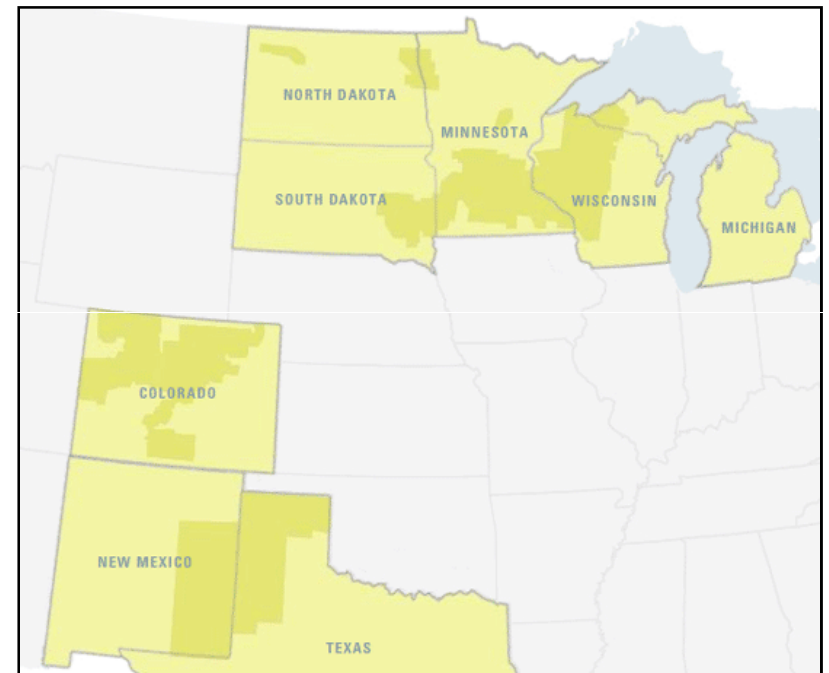 NORTH DAKOTA
MINNESOTA
SOUTH DAKOTA
WISCONSIN
MICHIGAN
COLORADO
NEW MEXICO
TEXAS